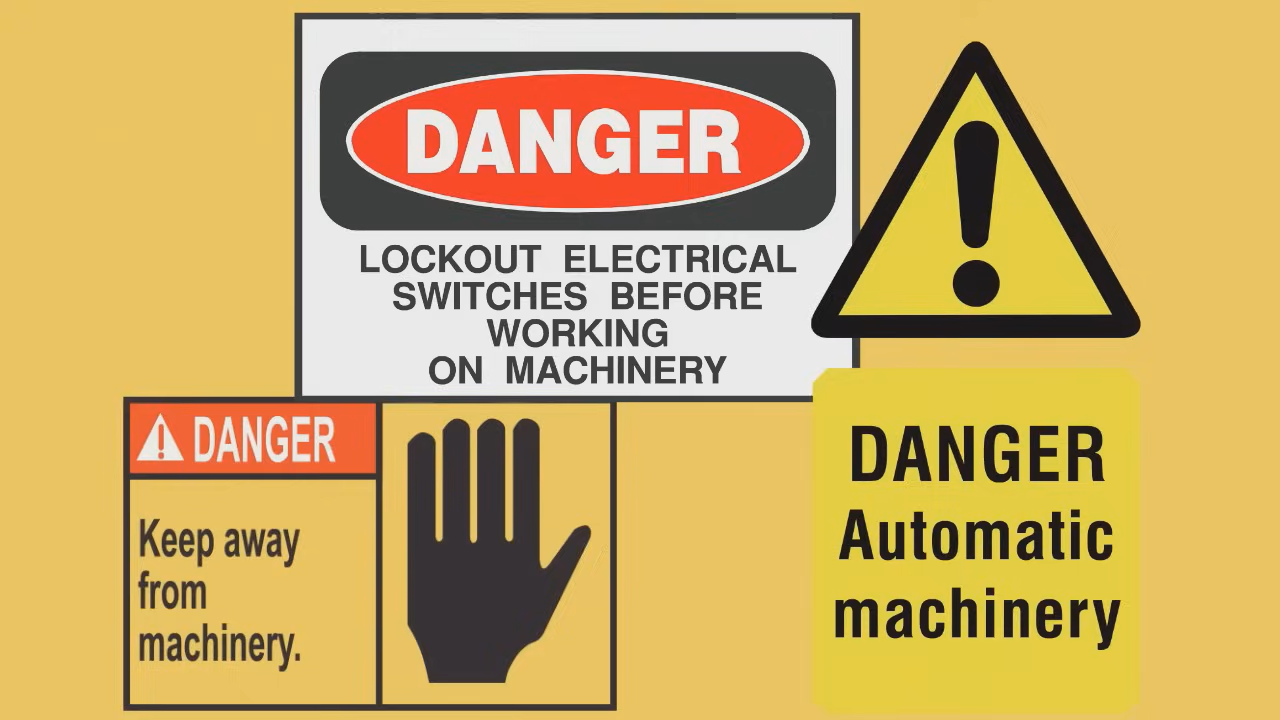 DANGER
LOCKOUT ELECTRICAL
SWITCHES BEFORE
WORKING
ON MACHINERY
DANGER
Keep away
from
machinery.
DANGER
Automatic
machinery